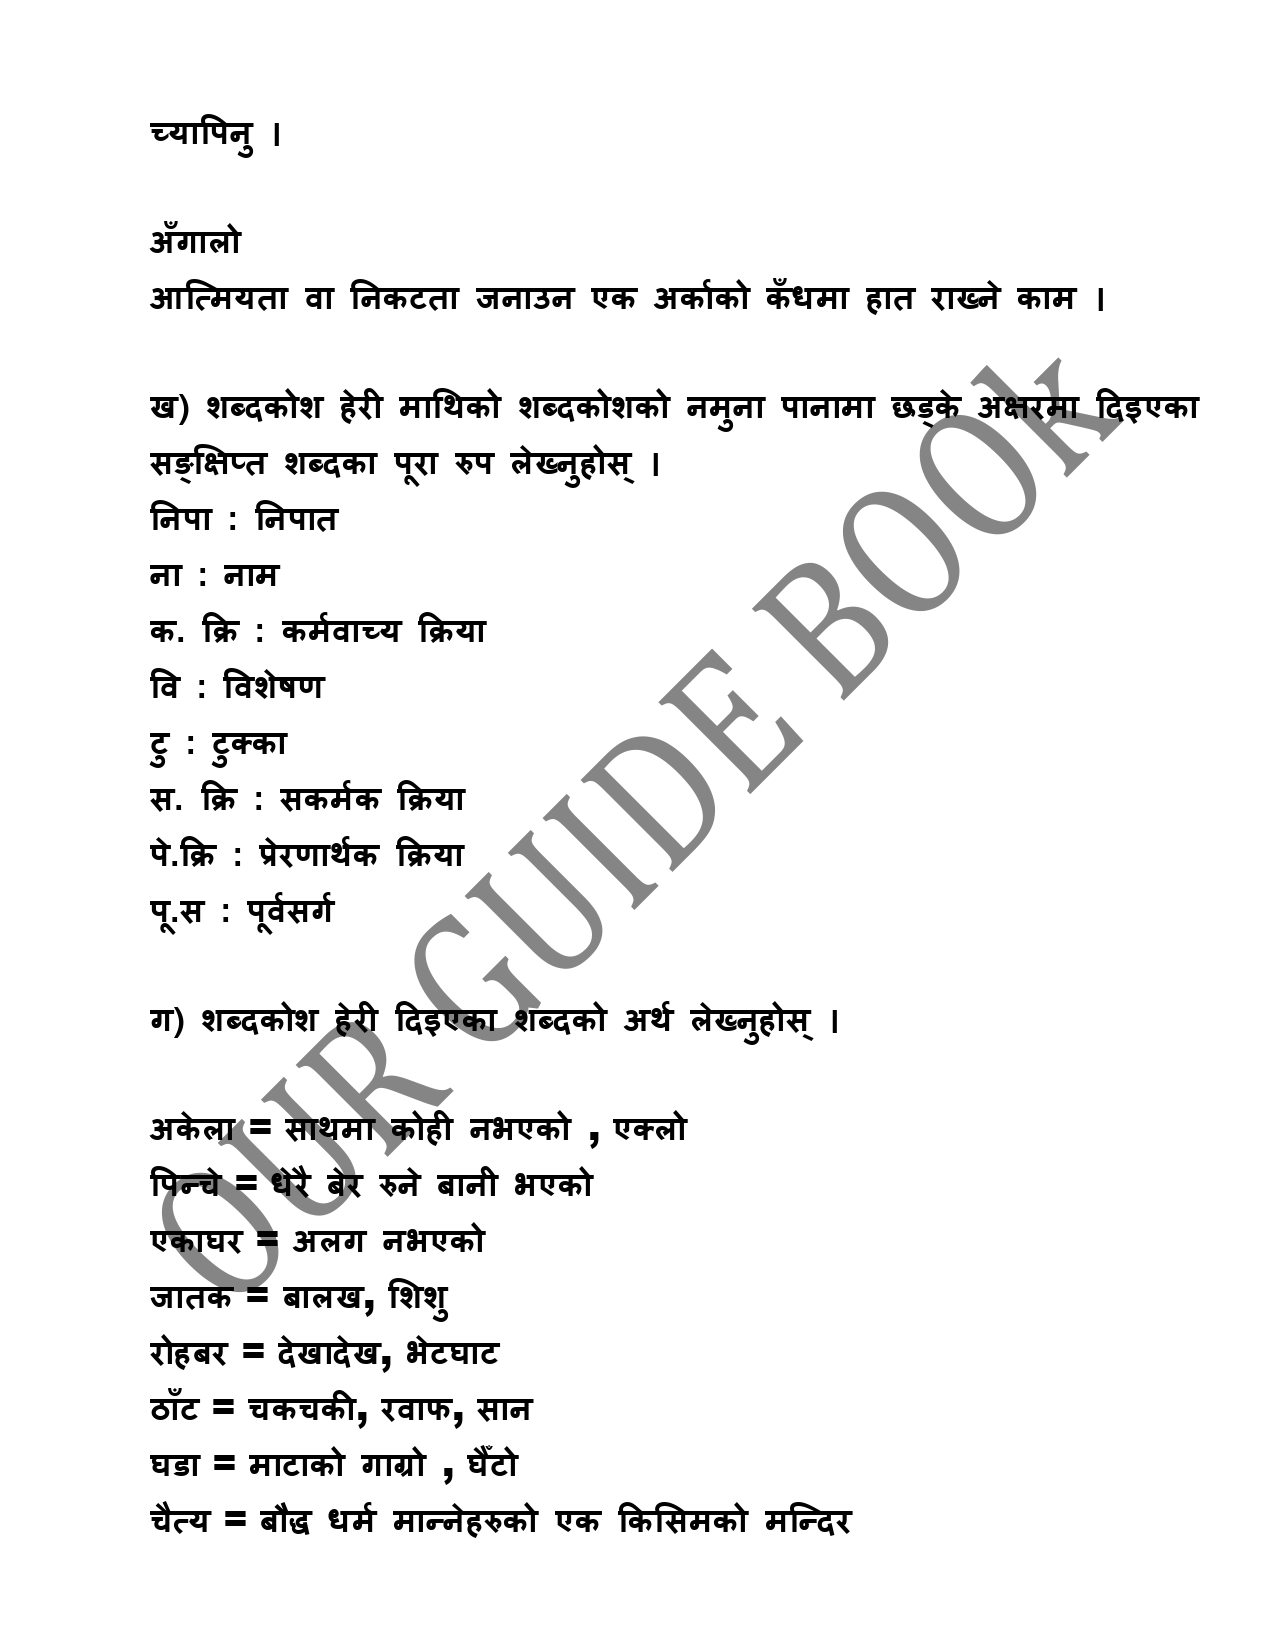 च्यापिनु ।
अँगालो
आत्मियता वा निकटता जनाउन एक अर्काको कँधमा हात राख्ने काम ।
ख) शब्दकोश हेरी माथिको शब्दकोशको नमुना पानामा छड्के अक्षरमा दिइएका
सङ्क्षिप्त शब्दका पूरा रुप लेख्नुहोस् ।
निपा : निपात
ना : नाम
क. क्रि : कर्मवाच्य क्रिया
वि : विशेषण
टु : टुक्का
स. क्रि : सकर्मक क्रिया
पे.क्रि : प्रेरणार्थक क्रिया
पू.स : पूर्वसर्ग
ग) शब्दकोश हेरी दिइएका शब्दको अर्थ लेख्नुहोस् ।
अकेला = साथमा कोही नभएको , एक्लो
पिन्चे = धेरै बेर रुने बानी भएको
एकाघर = अलग नभएको
जातक = बालख, शिशु
रोहबर = देखादेख, भेटघाट
ठाँट = चकचकी, रवाफ, सान
घडा = माटाको गाग्रो , घैँटो
चैत्य = बौद्ध धर्म मान्नेहरुको एक किसिमको मन्दिर
OUR GUIDE BOOk